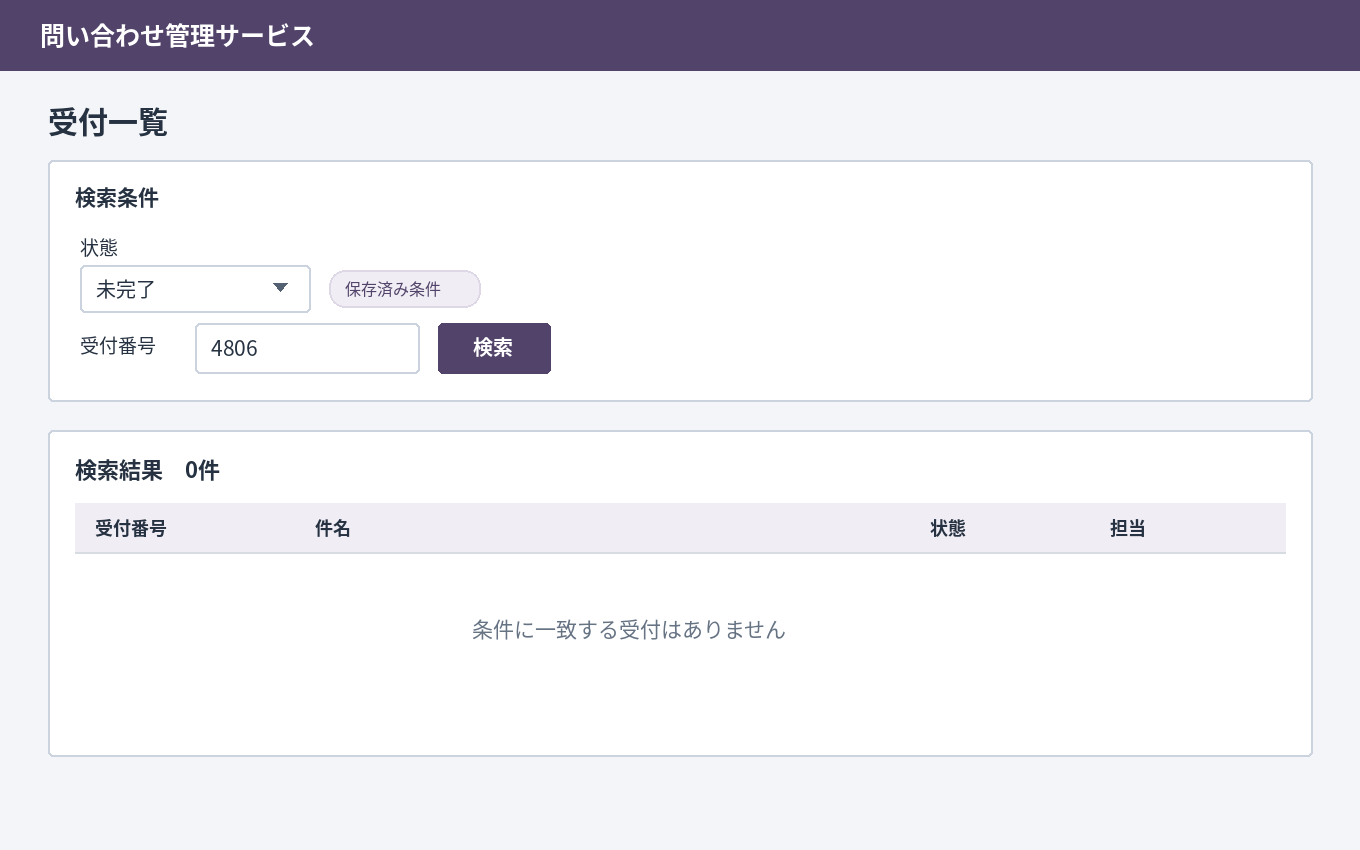 問い合わせ管理サービス
受付一覧
検索条件
状態
未完了 保存済み条件
受付番号 4806 検索
検索結果 0件
受付番号 件名 状態 担当
条件に一致する受付はありません